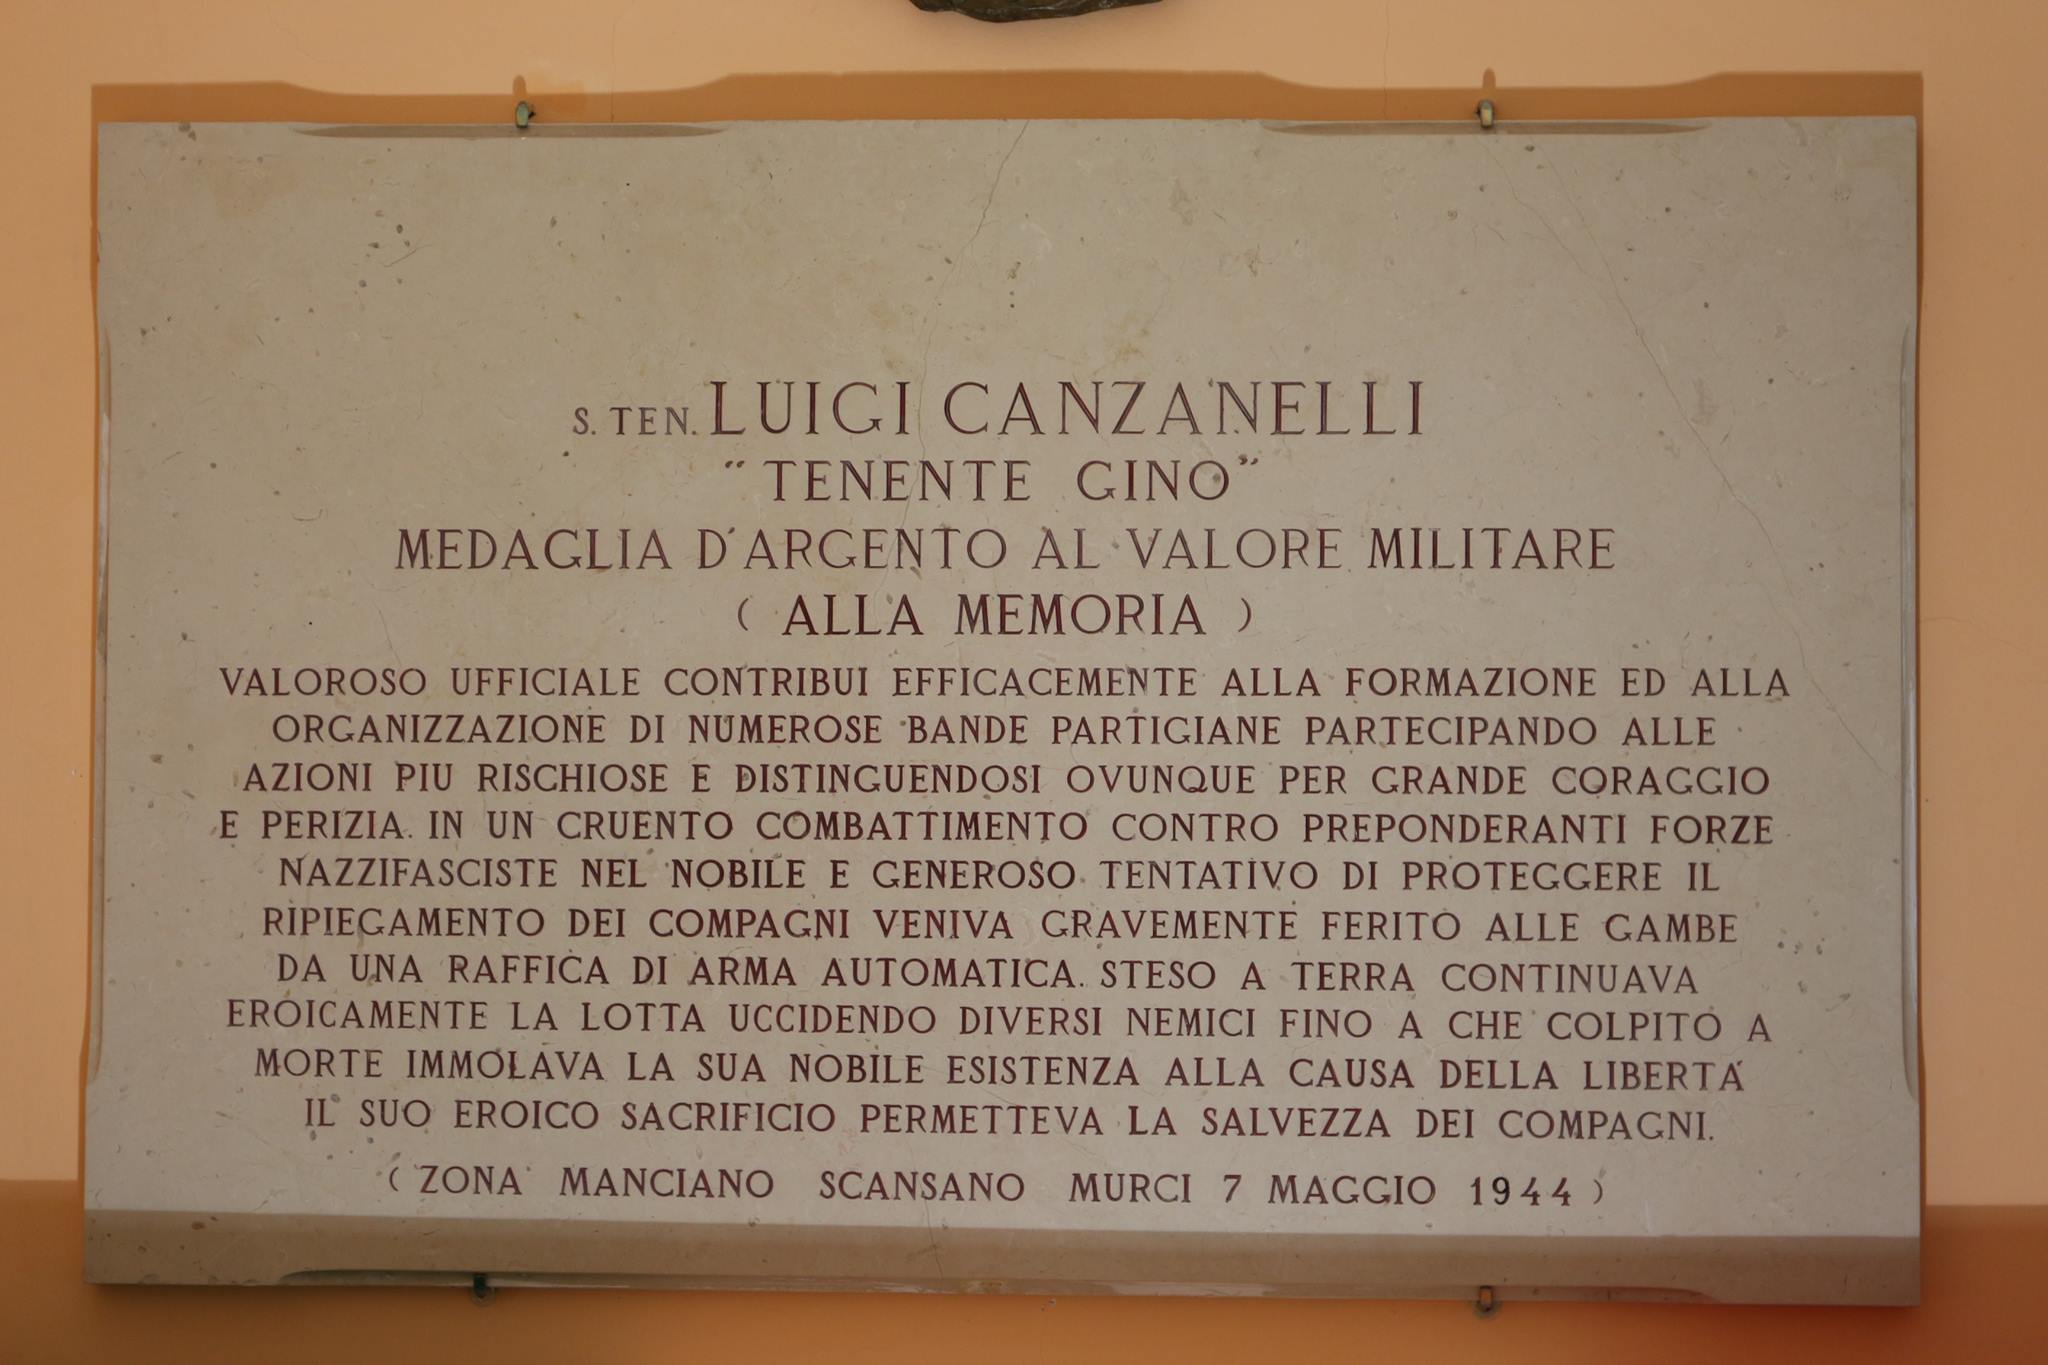 S. TEN. LUIGI CANZANELLI
"TENENTE GINO"
MEDAGLIA D'ARGENTO AL VALORE MILITARE
( ALLA MEMORIA )
VALOROSO UFFICIALE CONTRIBUI EFFICACEMENTE ALLA FORMAZIONE ED ALLA
ORGANIZZAZIONE DI NUMEROSE BANDE PARTIGIANE PARTECIPANDO ALLE
AZIONI PIU RISCHIOSE E DISTINGUENDOSI OVUNQUE PER GRANDE CORAGGIO
E PERIZIA. IN UN CRUENTO COMBATTIMENTO CONTRO PREPONDERANTI FORZE
NAZZIFASCISTE NEL NOBILE E GENEROSO TENTATIVO DI PROTEGGERE IL
RIPIEGAMENTO DEI COMPAGNI VENIVA GRAVEMENTE FERITO ALLE GAMBE
DA UNA RAFFICA DI ARMA AUTOMATICA. STESO A TERRA CONTINUAVA
EROICAMENTE LA LOTTA UCCIDENDO DIVERSI NEMICI FINO A CHE COLPITO A
MORTE IMMOLAVA LA SUA NOBILE ESISTENZA ALLA CAUSA DELLA LIBERTÁ
IL SUO EROICO SACRIFICIO PERMETTEVA LA SALVEZZA DEI COMPAGNI.
( ZONA MANCIANO SCANSANO MURCI 7 MAGGIO 1944 )